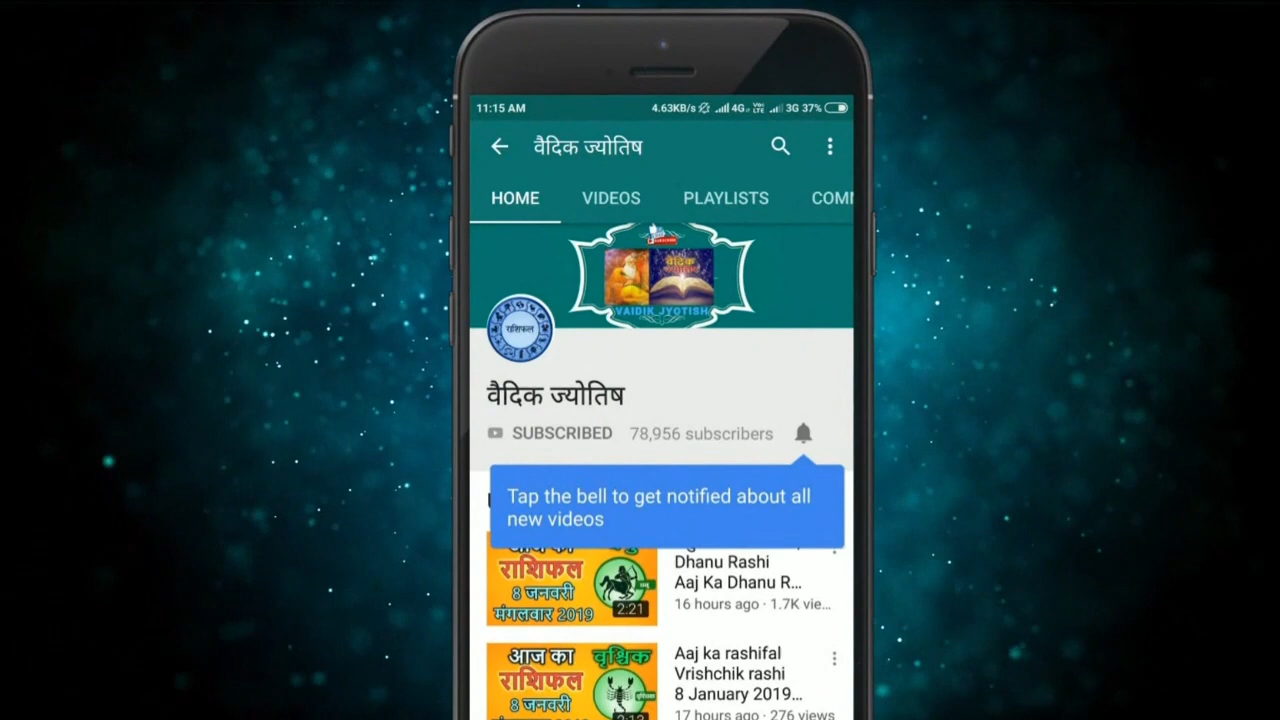 11:15 AM
4.63KB/s 4G VoLTE 3G 37%
वैदिक ज्योतिष
HOME VIDEOS PLAYLISTS COMM
SUBSCRIBE
वैदिक
VAIDIK JYOTISH
राशिफल
वैदिक ज्योतिष
SUBSCRIBED 78,956 subscribers
Tap the bell to get notified about all
new videos
राशिफल
8 जनवरी
मंगलवार 2019
2:21
Dhanu Rashi
Aaj Ka Dhanu R...
16 hours ago · 1.7K vie...
आज का वृश्चिक
राशिफल
8 जनवरी
Aaj ka rashifal
Vrishchik rashi
8 January 2019...
17 hours ago · 276 views